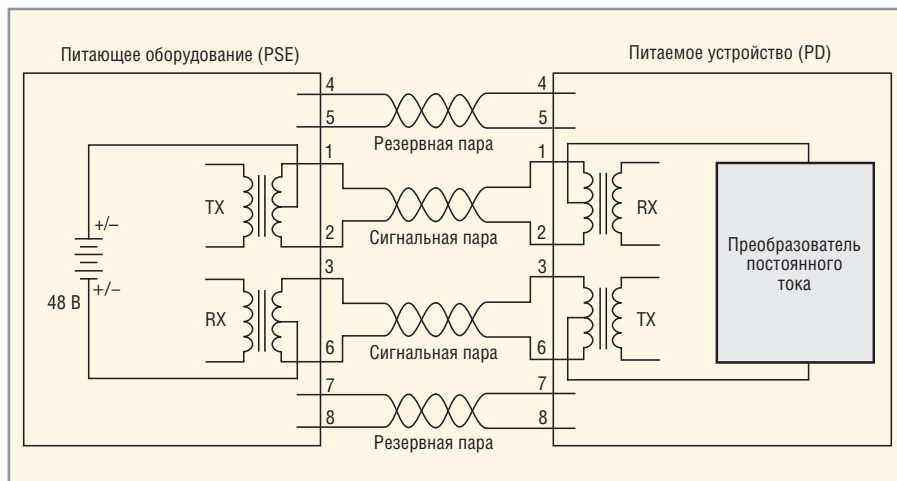 Питающее оборудование (PSE)
Питаемое устройство (PD)
4
4
5
5
Резервная пара
1
1
TX
RX
2
2
Сигнальная пара
+/–
+/–
48 В
Преобразователь
постоянного
тока
3
3
RX
TX
6
6
Сигнальная пара
7
7
8
8
Резервная пара